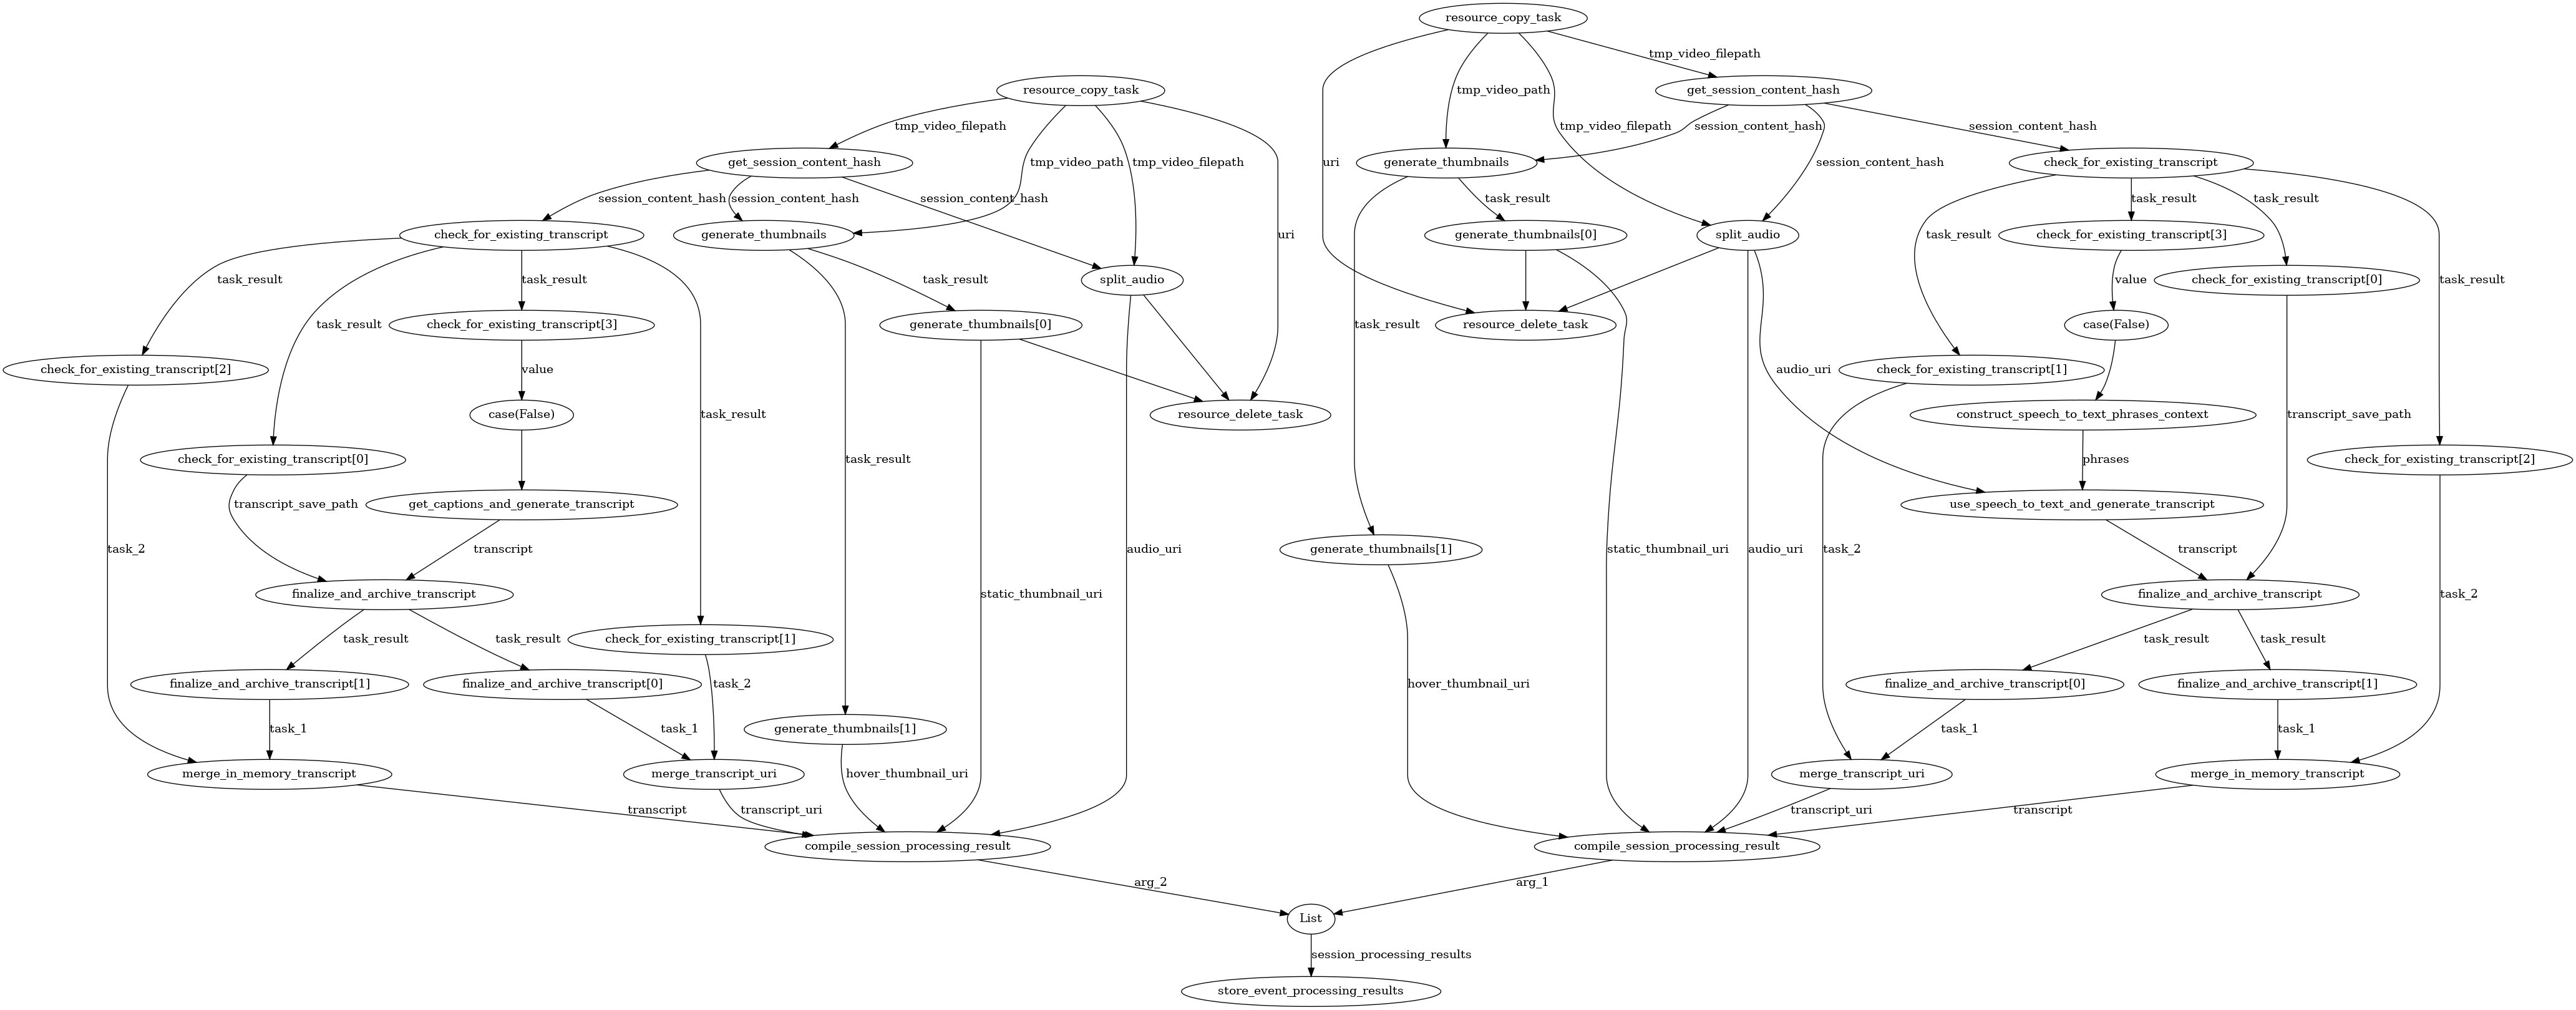 resource_copy_task
tmp_video_filepath
resource_copy_task
get_session_content_hash
tmp_video_path
tmp_video_filepath
tmp_video_filepath
session_content_hash
session_content_hash
get_session_content_hash
tmp_video_path
tmp_video_filepath
uri
generate_thumbnails
session_content_hash
check_for_existing_transcript
session_content_hash
session_content_hash
session_content_hash
task_result
task_result
task_result
check_for_existing_transcript
generate_thumbnails
uri
generate_thumbnails[0]
split_audio
task_result
check_for_existing_transcript[3]
task_result
task_result
task_result
split_audio
value
check_for_existing_transcript[0]
task_result
task_result
check_for_existing_transcript[3]
generate_thumbnails[0]
task_result
resource_delete_task
case(False)
check_for_existing_transcript[2]
value
audio_uri
check_for_existing_transcript[1]
case(False)
task_result
resource_delete_task
construct_speech_to_text_phrases_context
transcript_save_path
check_for_existing_transcript[0]
task_result
phrases
check_for_existing_transcript[2]
transcript_save_path
get_captions_and_generate_transcript
use_speech_to_text_and_generate_transcript
task_2
transcript
audio_uri
generate_thumbnails[1]
static_thumbnail_uri
audio_uri
task_2
transcript
finalize_and_archive_transcript
static_thumbnail_uri
finalize_and_archive_transcript
task_2
task_result
task_result
check_for_existing_transcript[1]
task_result
task_result
finalize_and_archive_transcript[1]
finalize_and_archive_transcript[0]
task_2
hover_thumbnail_uri
finalize_and_archive_transcript[0]
finalize_and_archive_transcript[1]
task_1
task_1
generate_thumbnails[1]
task_1
task_1
merge_in_memory_transcript
merge_transcript_uri
hover_thumbnail_uri
merge_transcript_uri
merge_in_memory_transcript
transcript
transcript_uri
transcript_uri
transcript
compile_session_processing_result
compile_session_processing_result
arg_2
arg_1
List
session_processing_results
store_event_processing_results